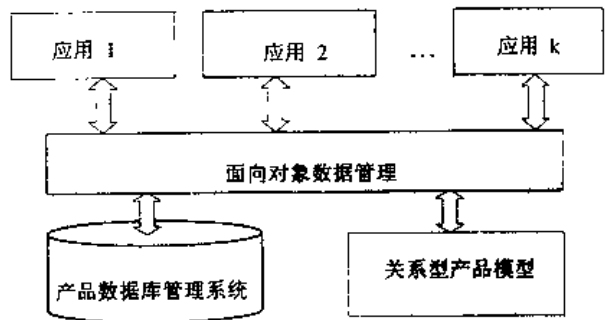 应用 1
应用 2
…
应用 k
面向对象数据管理
产品数据库管理系统
关系型产品模型